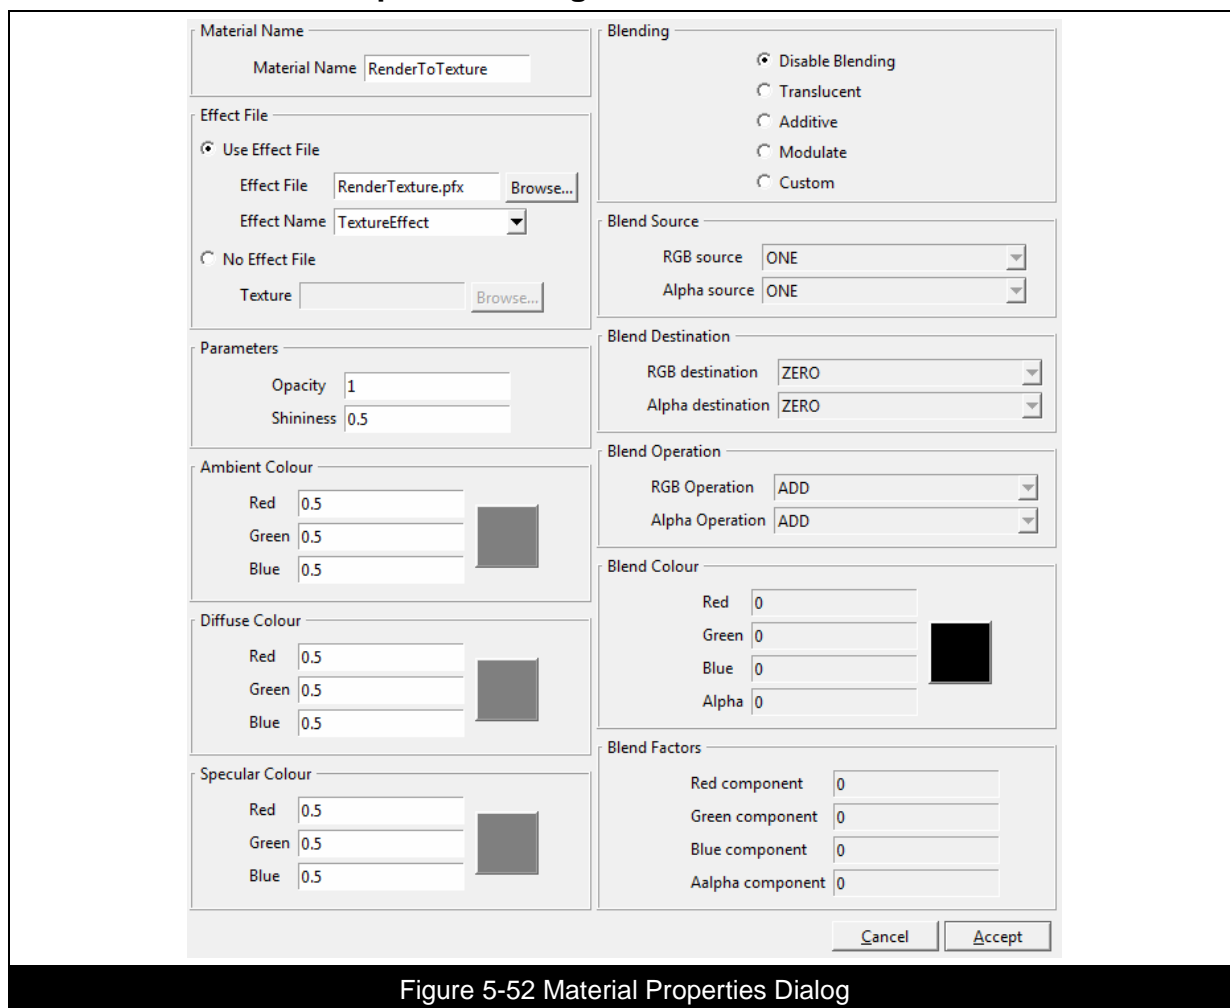 Material Name
Material Name RenderToTexture
Effect File
Use Effect File
Effect File RenderTexture.pfx Browse...
Effect Name TextureEffect
No Effect File
Texture Browse...
Parameters
Opacity 1
Shininess 0.5
Ambient Colour
Red 0.5
Green 0.5
Blue 0.5
Diffuse Colour
Red 0.5
Green 0.5
Blue 0.5
Specular Colour
Red 0.5
Green 0.5
Blue 0.5
Blending
Disable Blending
Translucent
Additive
Modulate
Custom
Blend Source
RGB source ONE
Alpha source ONE
Blend Destination
RGB destination ZERO
Alpha destination ZERO
Blend Operation
RGB Operation ADD
Alpha Operation ADD
Blend Colour
Red 0
Green 0
Blue 0
Alpha 0
Blend Factors
Red component 0
Green component 0
Blue component 0
Aalpha component 0
Cancel Accept
Figure 5-52 Material Properties Dialog